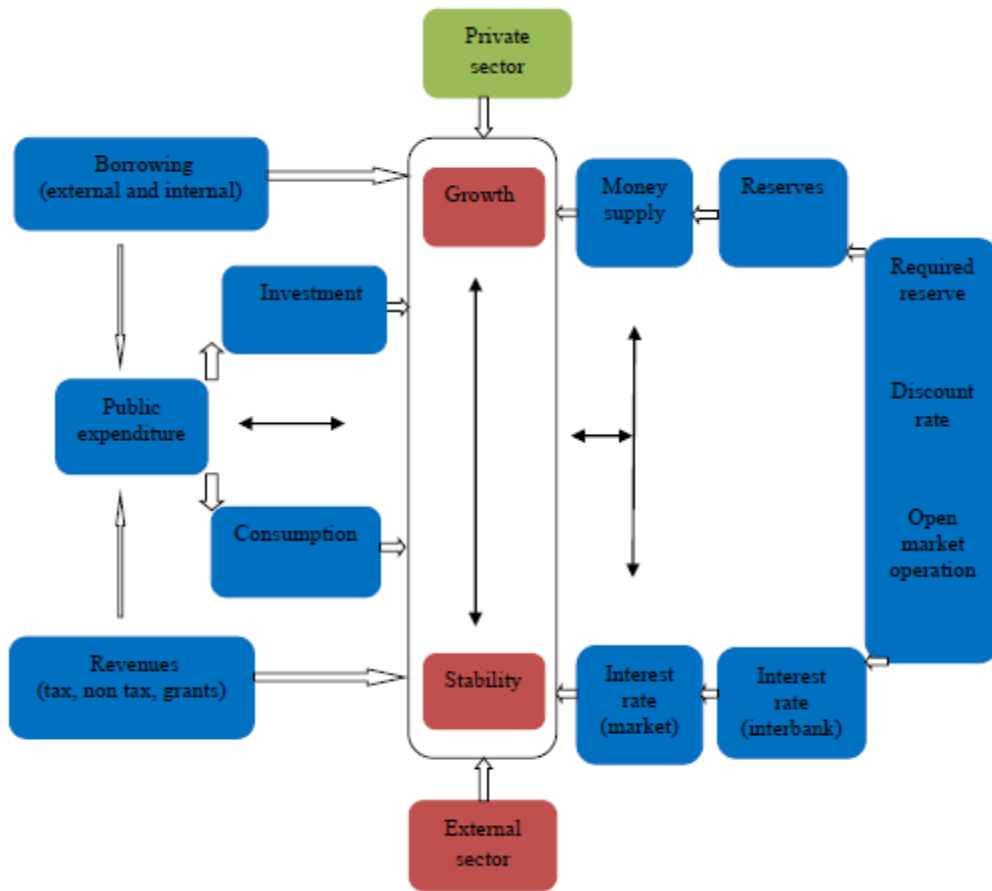 Private
sector
Borrowing
(external and internal)
Growth
Money
supply
Reserves
Required
reserve
Investment
Discount
rate
Public
expenditure
Open
market
operation
Consumption
Revenues
(tax, non tax, grants)
Stability
Interest
rate
(market)
Interest
rate
(interbank)
External
sector